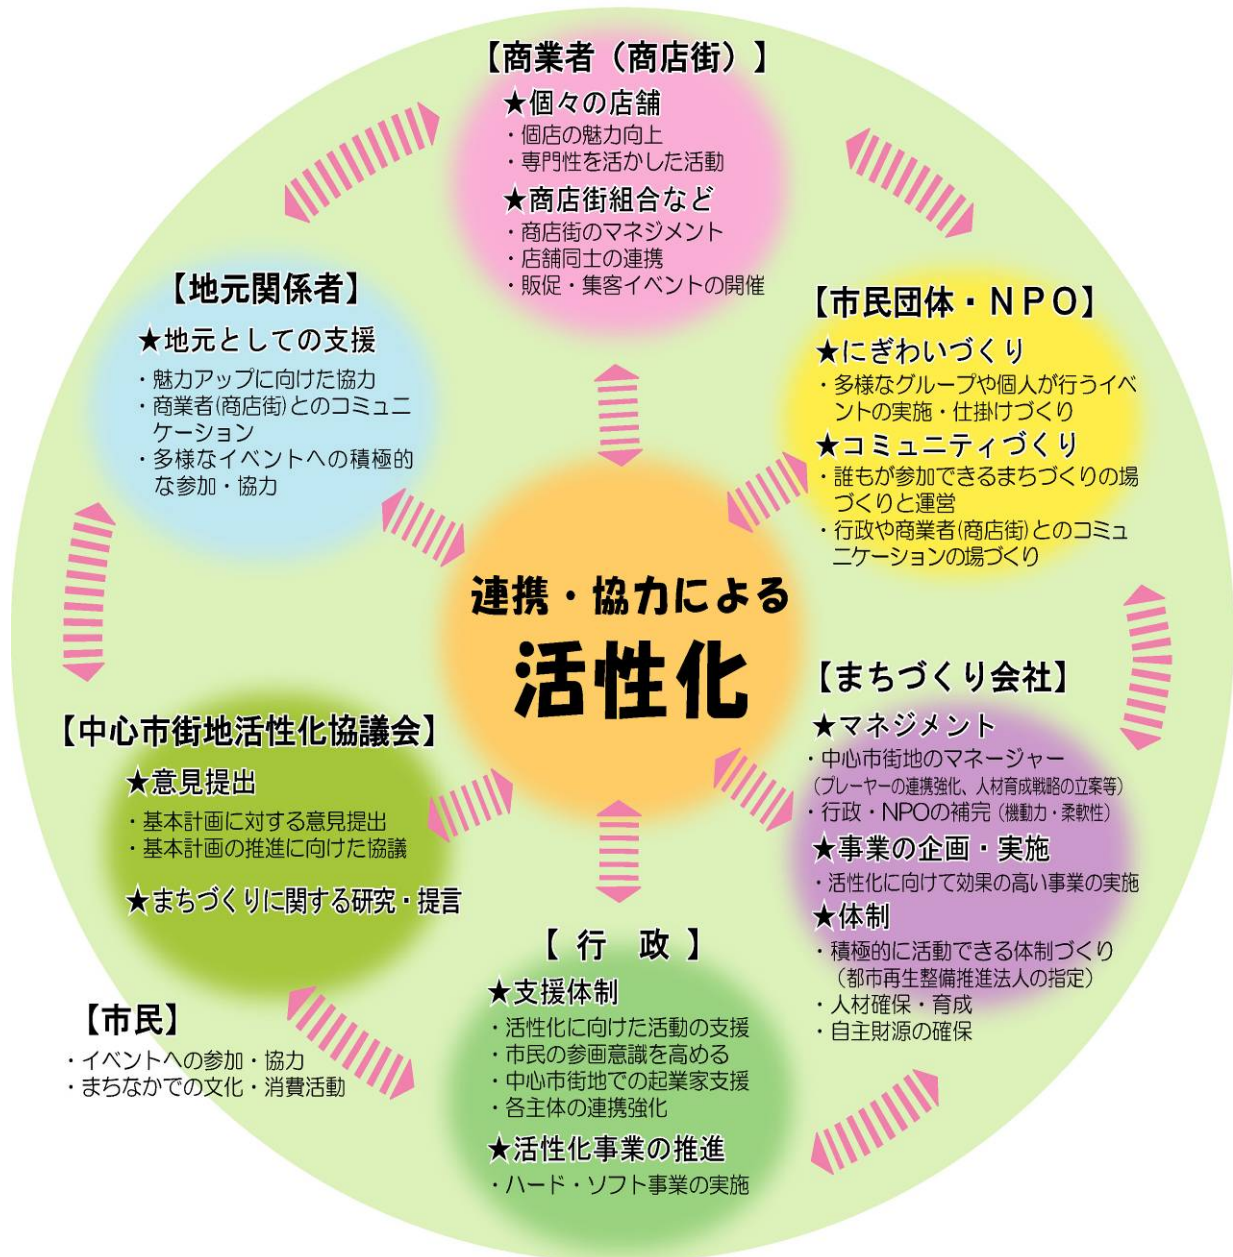 【商業者（商店街）】
★個々の店舗
・個店の魅力向上
・専門性を活かした活動
★商店街組合など
・商店街のマネジメント
・店舗同士の連携
・販促・集客イベントの開催
【地元関係者】
★地元としての支援
・魅力アップに向けた協力
・商業者(商店街)とのコミュニ
ケーション
・多様なイベントへの積極的
な参加・協力
【市民団体・ＮＰＯ】
★にぎわいづくり
・多様なグループや個人が行うイベ
ントの実施・仕掛けづくり
★コミュニティづくり
・誰もが参加できるまちづくりの場
づくりと運営
・行政や商業者(商店街)とのコミュ
ニケーションの場づくり
連携・協力による
活性化
【まちづくり会社】
★マネジメント
・中心市街地のマネージャー
（プレーヤーの連携強化、人材育成戦略の立案等）
・行政・NPOの補完（機動力・柔軟性）
★事業の企画・実施
・活性化に向けて効果の高い事業の実施
★体制
・積極的に活動できる体制づくり
（都市再生整備推進法人の指定）
・人材確保・育成
・自主財源の確保
【中心市街地活性化協議会】
★意見提出
・基本計画に対する意見提出
・基本計画の推進に向けた協議
★まちづくりに関する研究・提言
【行　政】
★支援体制
・活性化に向けた活動の支援
・市民の参画意識を高める
・中心市街地での起業家支援
・各主体の連携強化
★活性化事業の推進
・ハード・ソフト事業の実施
【市民】
・イベントへの参加・協力
・まちなかでの文化・消費活動